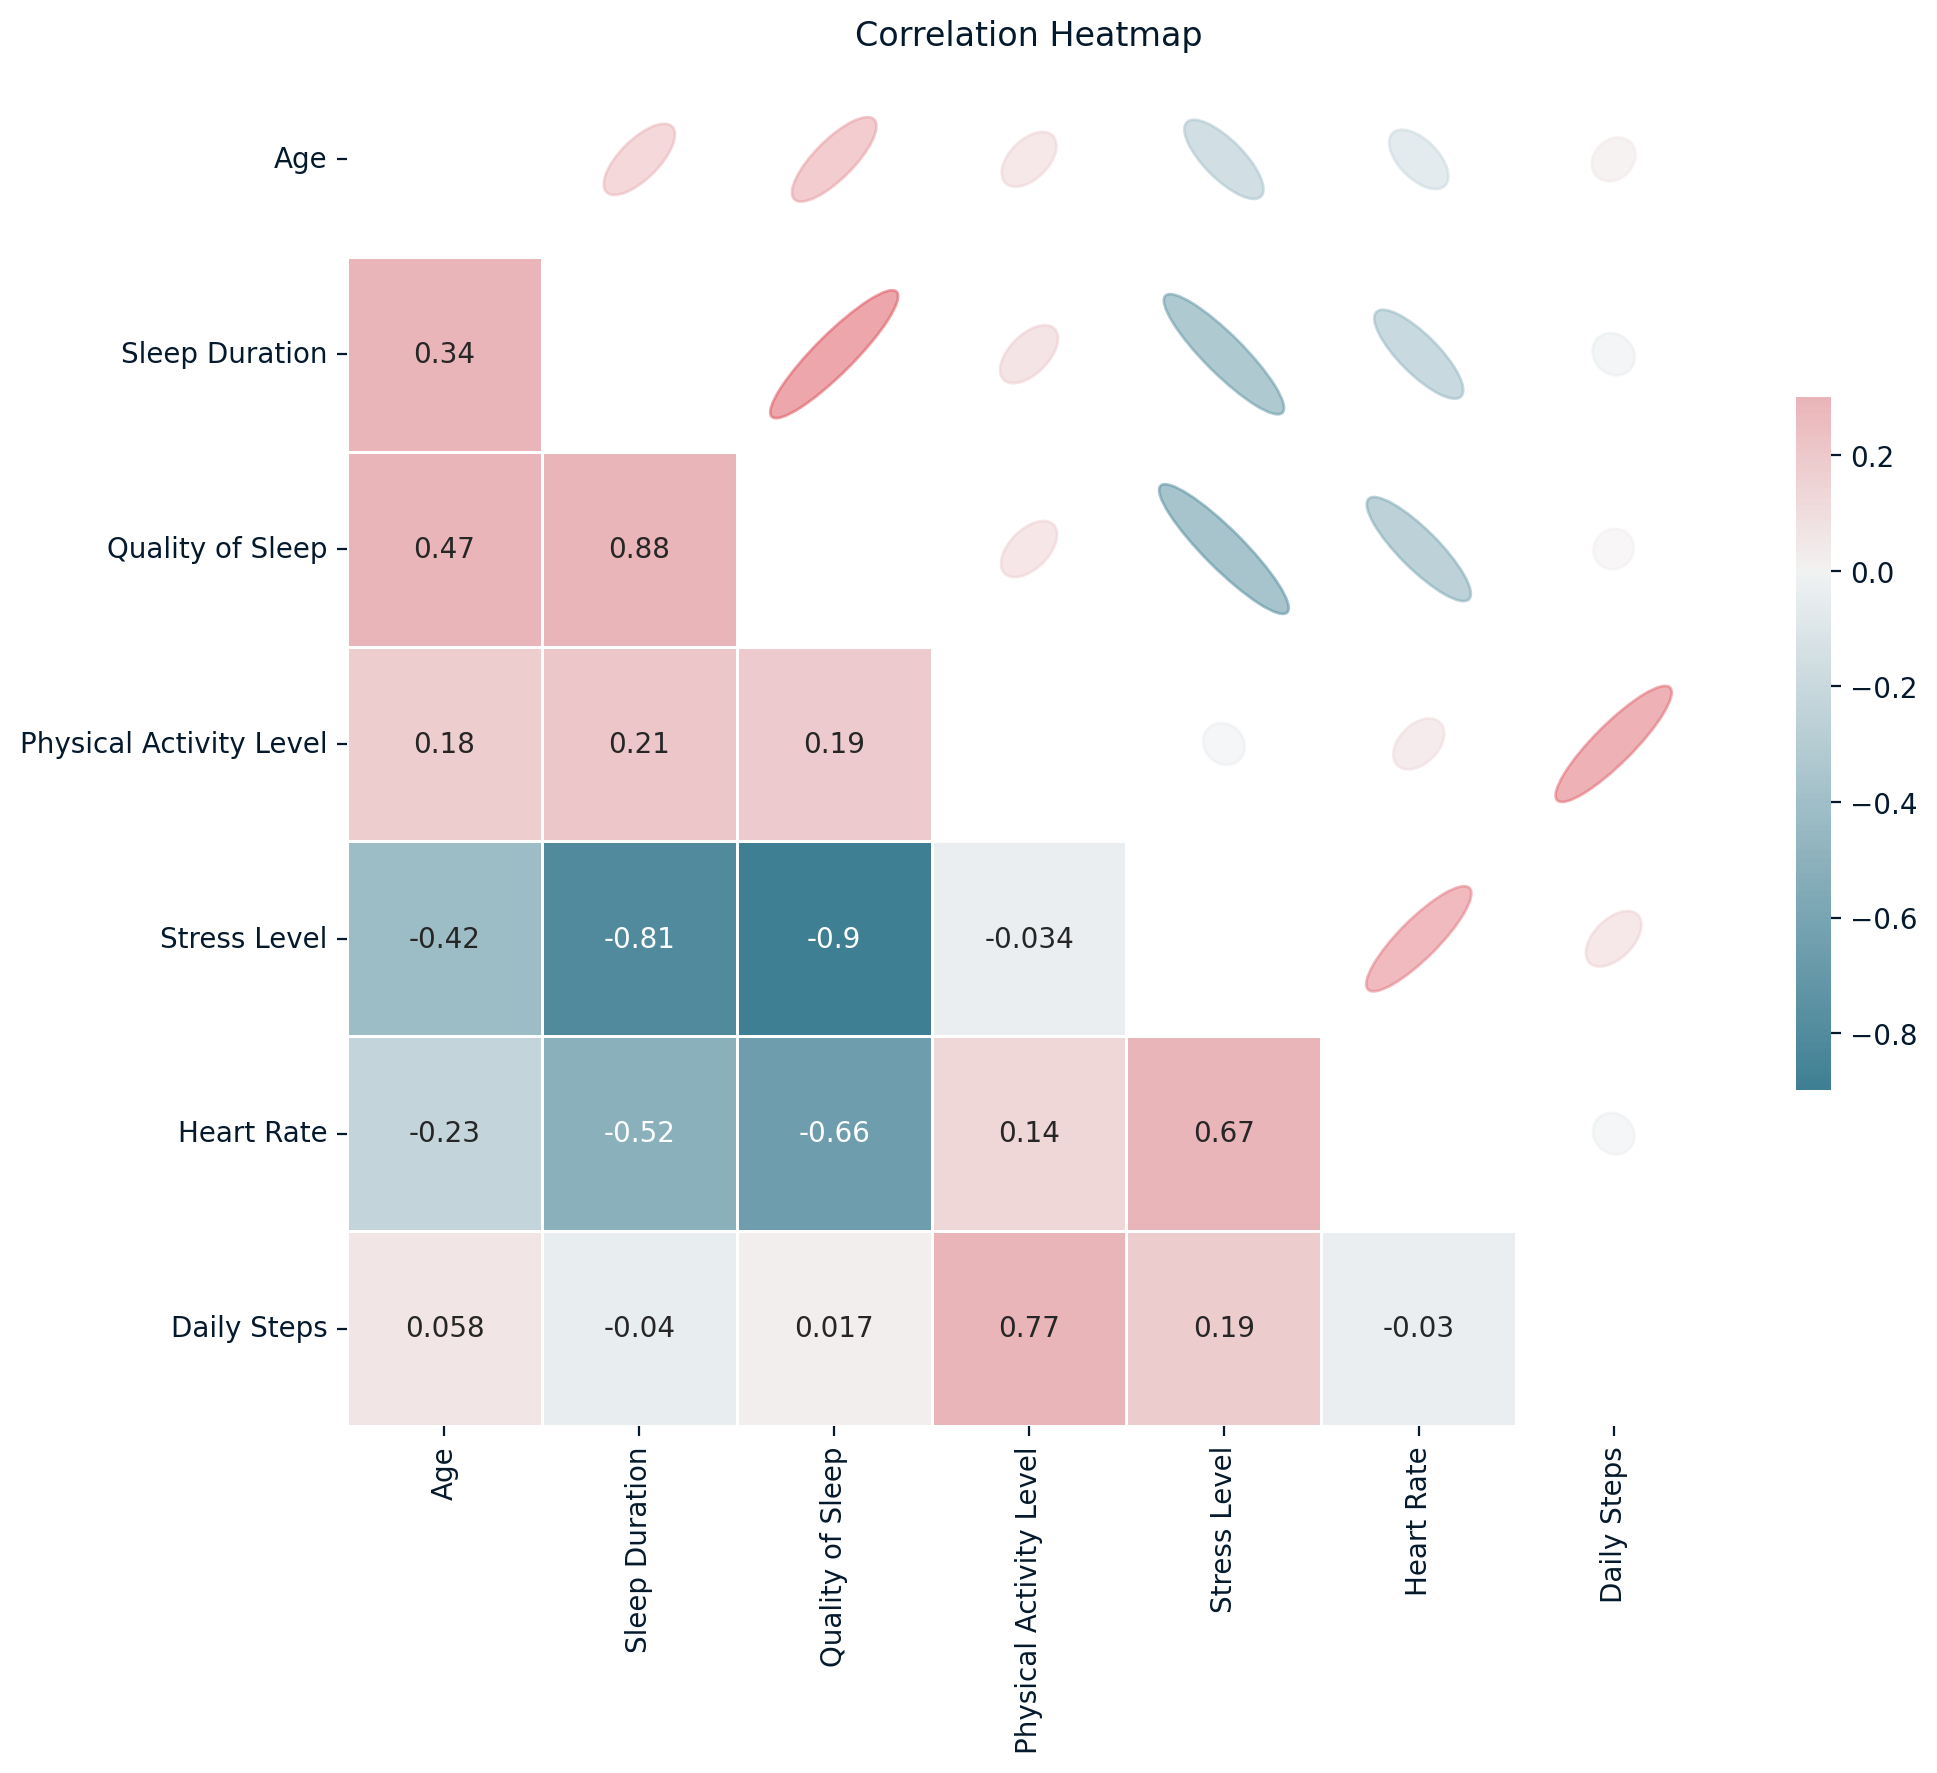 Correlation Heatmap
Age
Sleep Duration
0.34
Quality of Sleep
0.47 0.88
Physical Activity Level
0.18 0.21 0.19
Stress Level
-0.42 -0.81 -0.9 -0.034
Heart Rate
-0.23 -0.52 -0.66 0.14 0.67
Daily Steps
0.058 -0.04 0.017 0.77 0.19 -0.03
Age
Sleep Duration
Quality of Sleep
Physical Activity Level
Stress Level
Heart Rate
Daily Steps
0.2
0.0
−0.2
−0.4
−0.6
−0.8